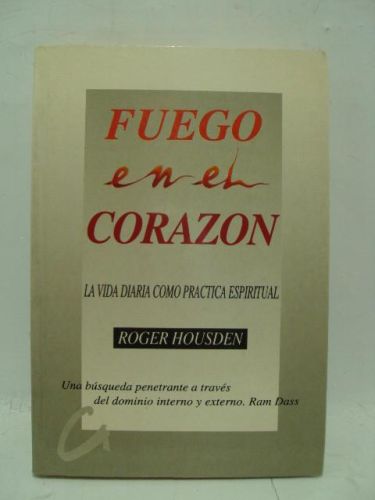 FUEGO
en el
CORAZON
LA VIDA DIARIA COMO PRACTICA ESPIRITUAL
ROGER HOUSDEN
Una búsqueda penetrante a través
del dominio interno y externo. Ram Dass